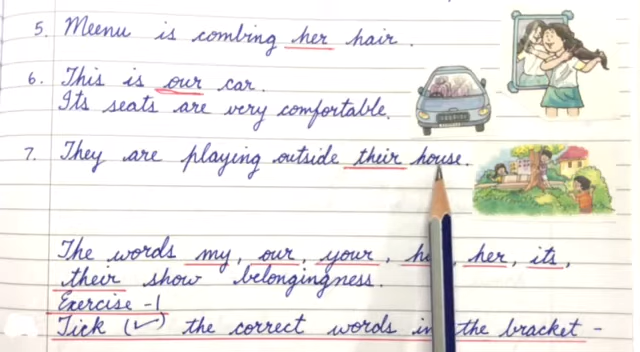 5. Meenu is combing her hair.
6. This is our car.
Its seats are very comfortable.
7. They are playing outside their house.
The words my, our, your, her, its,
their show belongingness.
Exercise -1
Tick (✓) the correct words in the bracket -